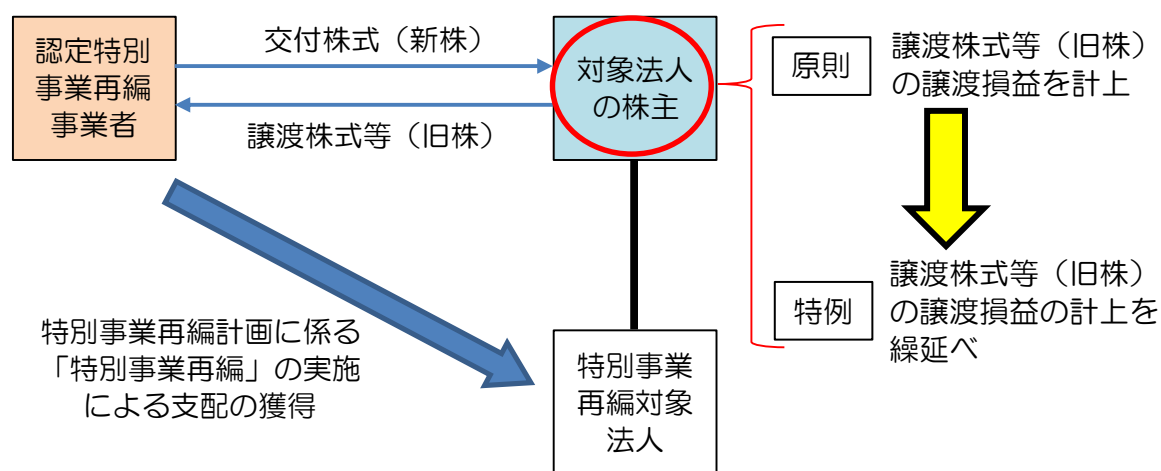 認定特別
事業再編
事業者
交付株式（新株）
譲渡株式等（旧株）
対象法人
の株主
原則
譲渡株式等（旧株）
の譲渡損益を計上
特例
譲渡株式等（旧株）
の譲渡損益の計上を
繰延べ
特別事業再編計画に係る
「特別事業再編」の実施
による支配の獲得
特別事業
再編対象
法人